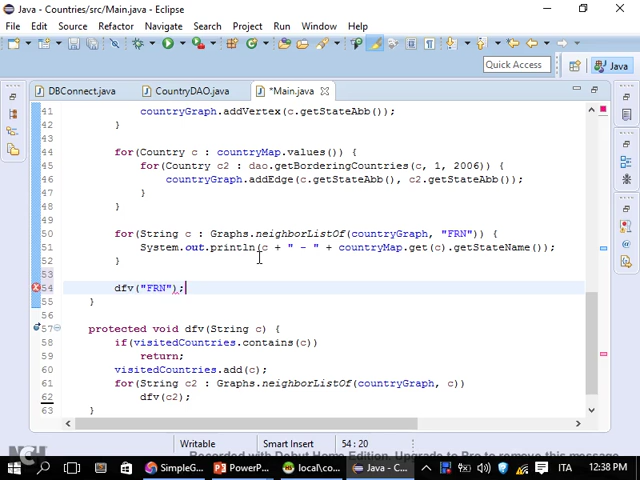 Java - Countries/src/Main.java - Eclipse
File Edit Source Refactor Navigate Search Project Run Window Help
Quick Access
Java
DBConnect.java CountryDAO.java *Main.java
41 countryGraph.addVertex(c.getStateAbb());
42 }
43
44 for(Country c : countryMap.values()) {
45 for(Country c2 : dao.getBorderingCountries(c, 1, 2006)) {
46 countryGraph.addEdge(c.getStateAbb(), c2.getStateAbb());
47 }
48 }
49
50 for(String c : Graphs.neighborListOf(countryGraph, "FRN")) {
51 System.out.println(c + " - " + countryMap.get(c).getStateName());
52 }
53
54 dfv("FRN");
55 }
56
57 protected void dfv(String c) {
58 if(visitedCountries.contains(c))
59 return;
60 visitedCountries.add(c);
61 for(String c2 : Graphs.neighborListOf(countryGraph, c))
62 dfv(c2);
63 }
Writable Smart Insert 54 : 20
NCH
Recorded with Debut Home Edition. Upgrade to Pro to remove this message
SimpleG... PowerP... local\co... Java - C... ITA 12:38 PM